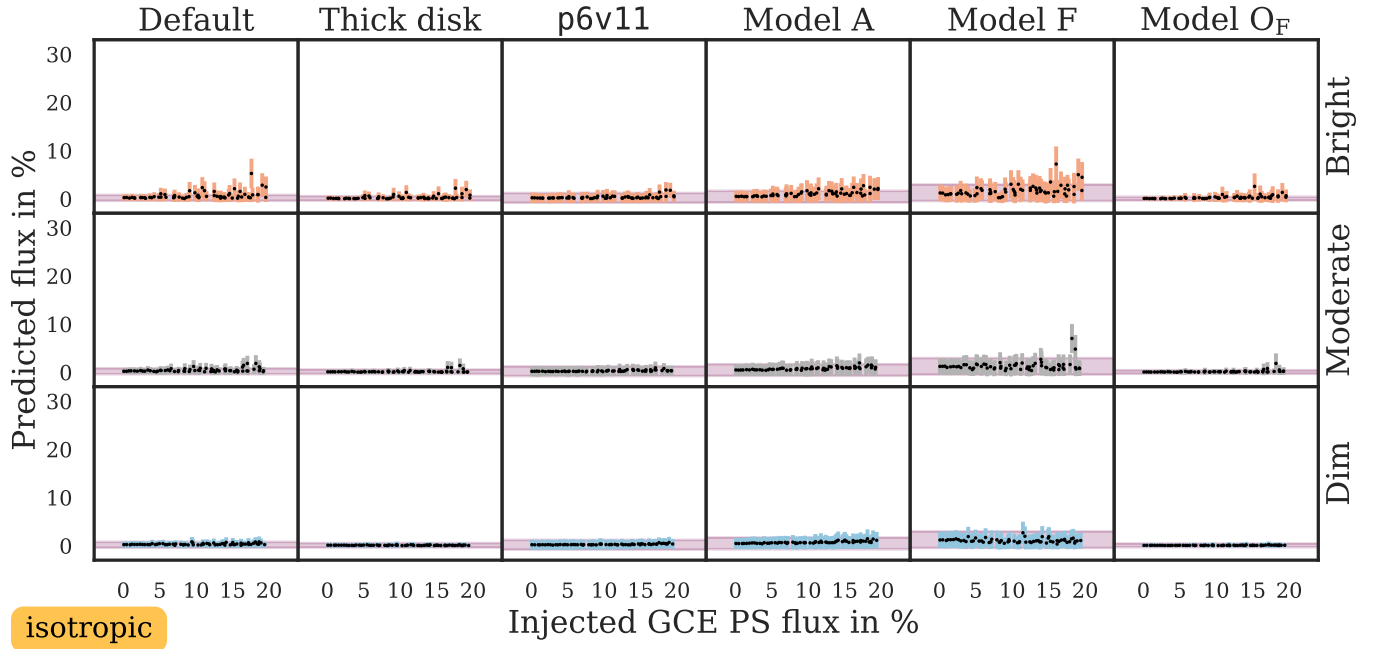 Default Thick disk p6v11 Model A Model F Model O_F
Predicted flux in %
30
20
10
0
Bright
30
20
10
0
Moderate
30
20
10
0
Dim
0 5 10 15 20 0 5 10 15 20 0 5 10 15 20 0 5 10 15 20 0 5 10 15 20 0 5 10 15 20
Injected GCE PS flux in %
isotropic